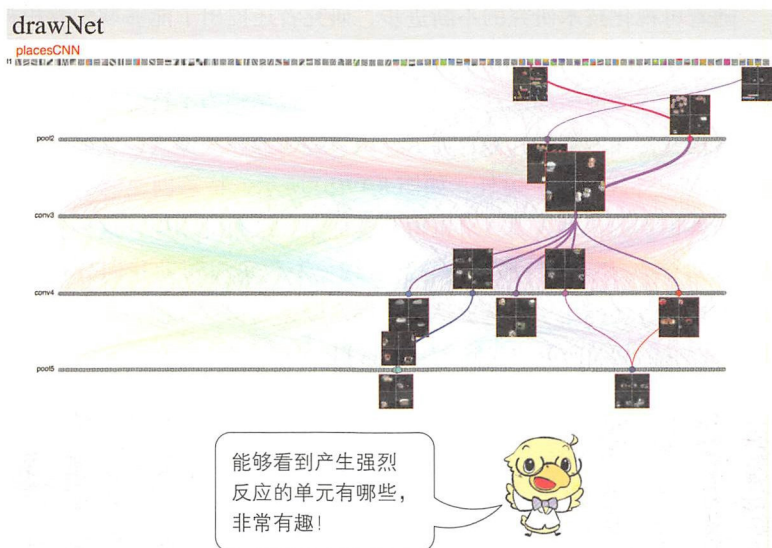 drawNet
placesCNN
pool2
conv3
conv4
pool5
能够看到产生强烈
反应的单元有哪些，
非常有趣！